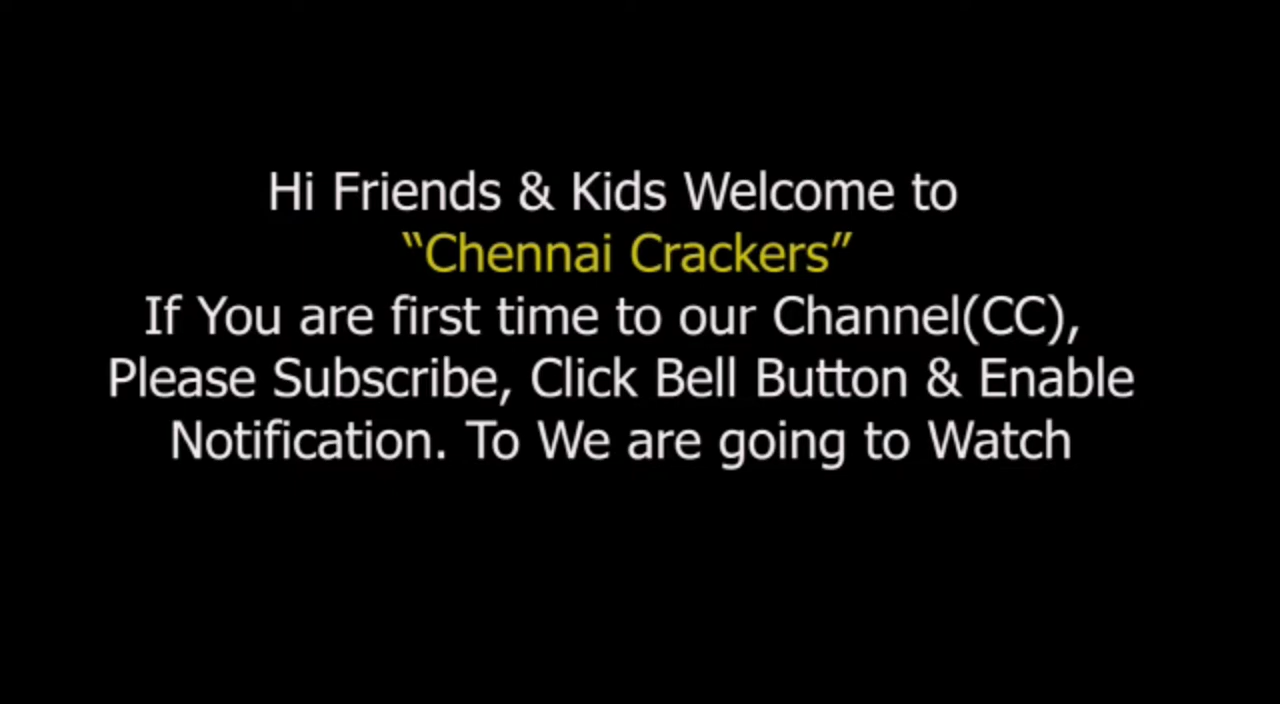 Hi Friends & Kids Welcome to
“Chennai Crackers”
If You are first time to our Channel(CC),
Please Subscribe, Click Bell Button & Enable
Notification. To We are going to Watch